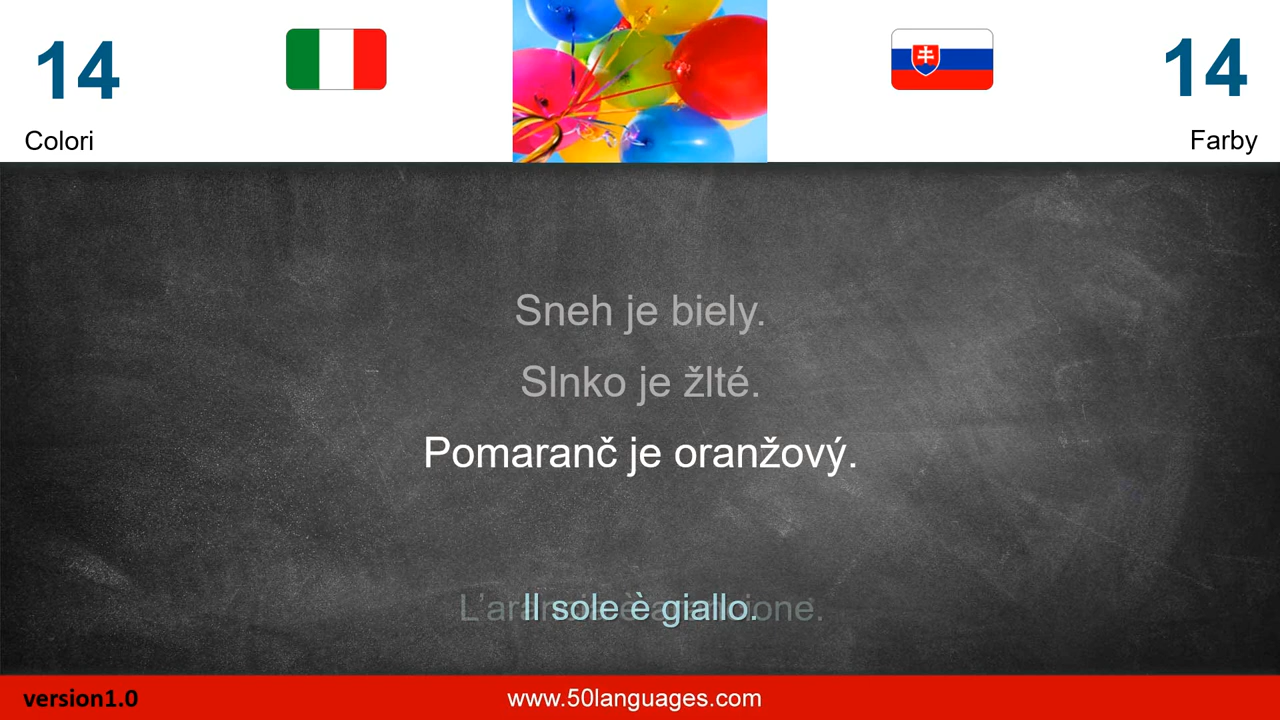 14
14
Colori
Farby
Sneh je biely.
Slnko je žlté.
Pomaranč je oranžový.
Il sole è giallo.
version1.0
www.50languages.com